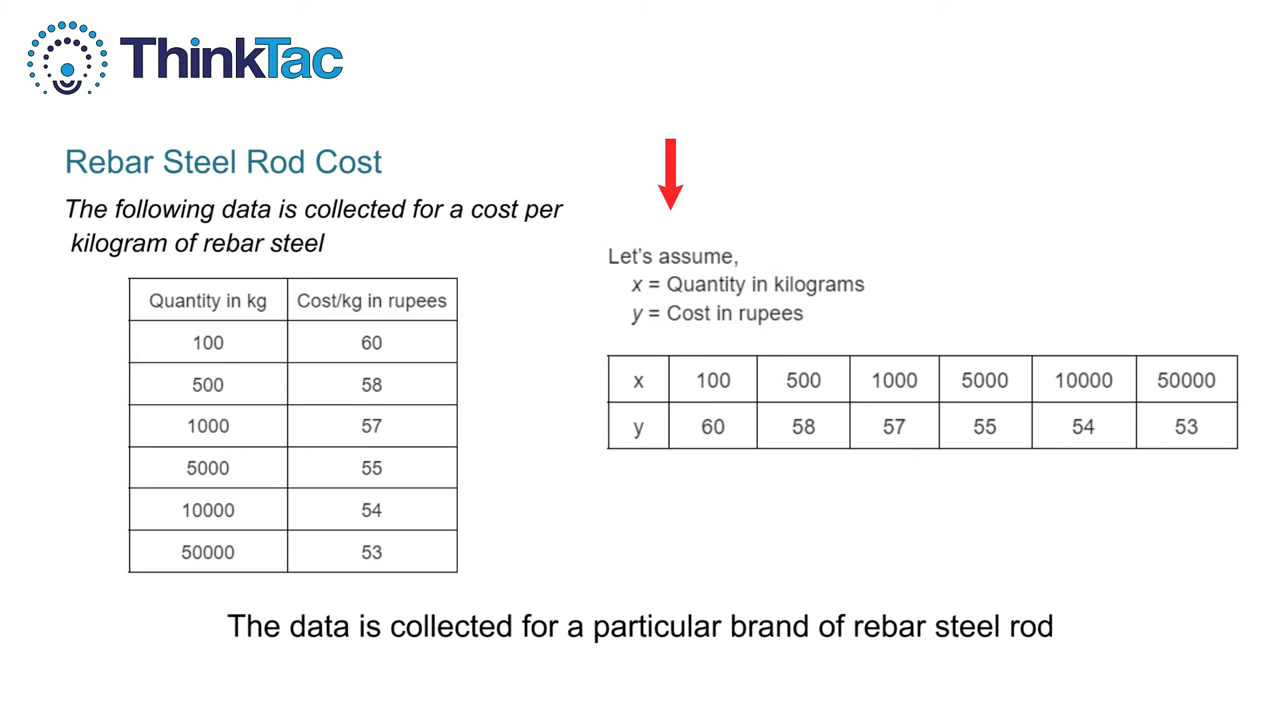 ThinkTac
Rebar Steel Rod Cost
The following data is collected for a cost per
kilogram of rebar steel
Quantity in kg Cost/kg in rupees
100 60
500 58
1000 57
5000 55
10000 54
50000 53
Let's assume,
x = Quantity in kilograms
y = Cost in rupees
x 100 500 1000 5000 10000 50000
y 60 58 57 55 54 53
The data is collected for a particular brand of rebar steel rod